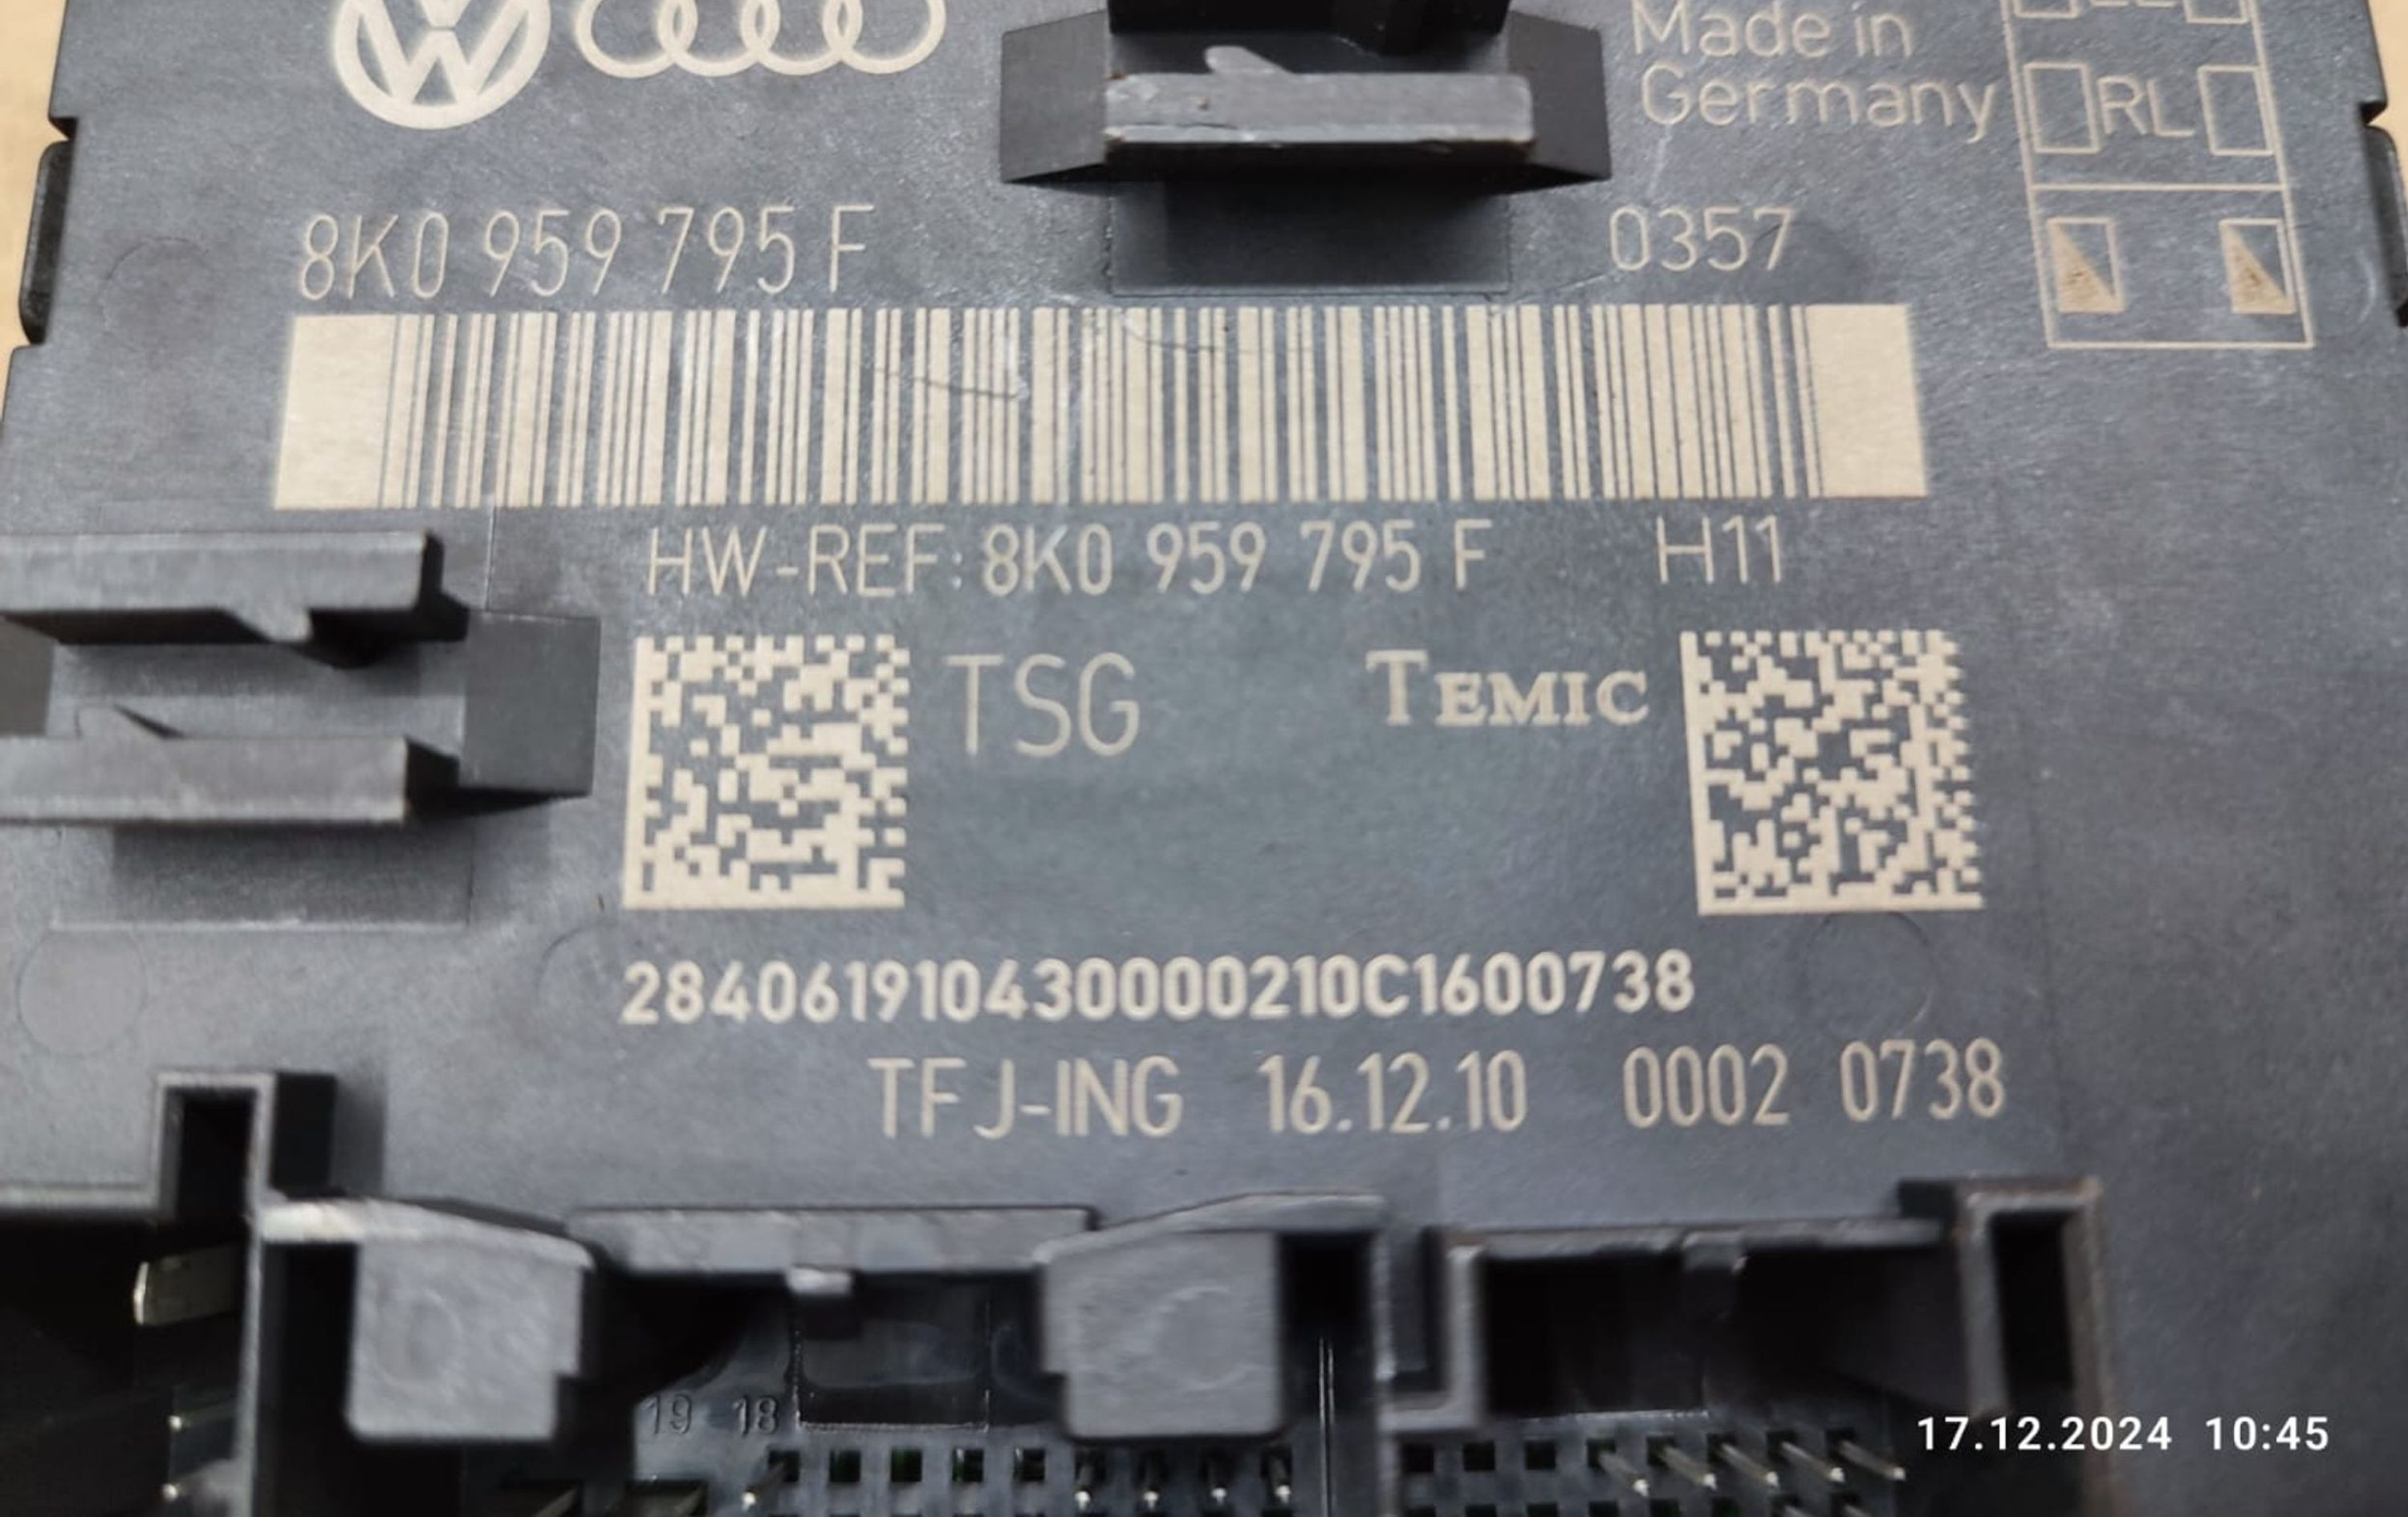 Made in
Germany
RL
8K0 959 795 F
0357
HW-REF: 8K0 959 795 F H11
TSG
TEMIC
284061910430000210C1600738
TFJ-ING 16.12.10 0002 0738
19 18
17.12.2024 10:45